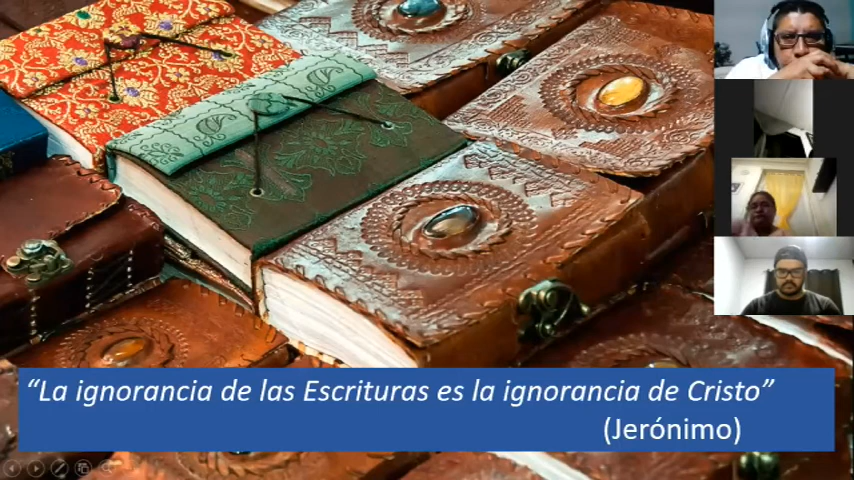 “La ignorancia de las Escrituras es la ignorancia de Cristo”
(Jerónimo)